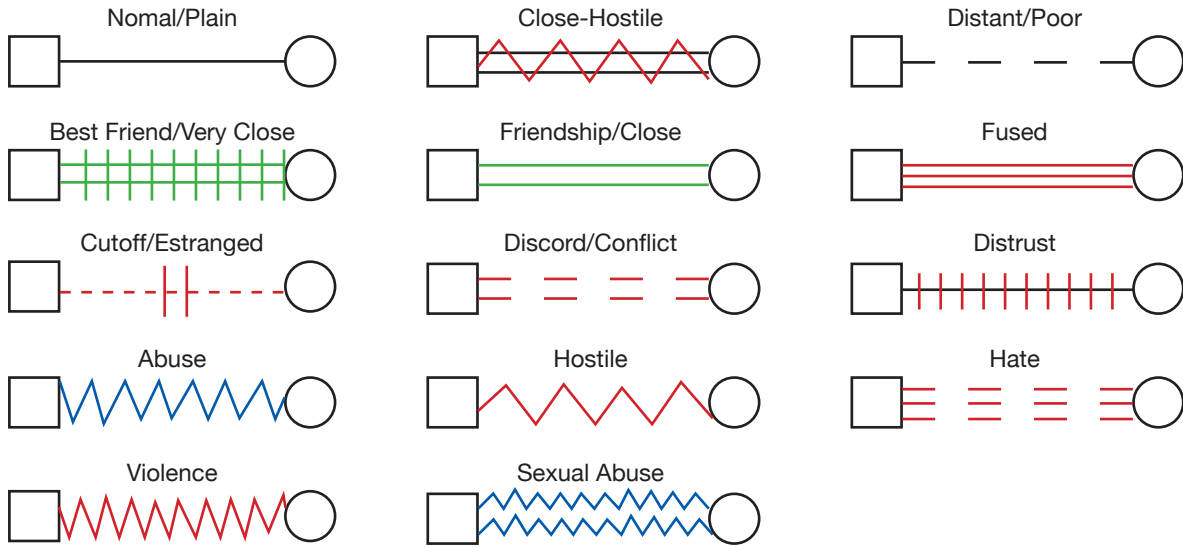 Nomal/Plain
Close-Hostile
Distant/Poor
Best Friend/Very Close
Friendship/Close
Fused
Cutoff/Estranged
Discord/Conflict
Distrust
Abuse
Hostile
Hate
Violence
Sexual Abuse